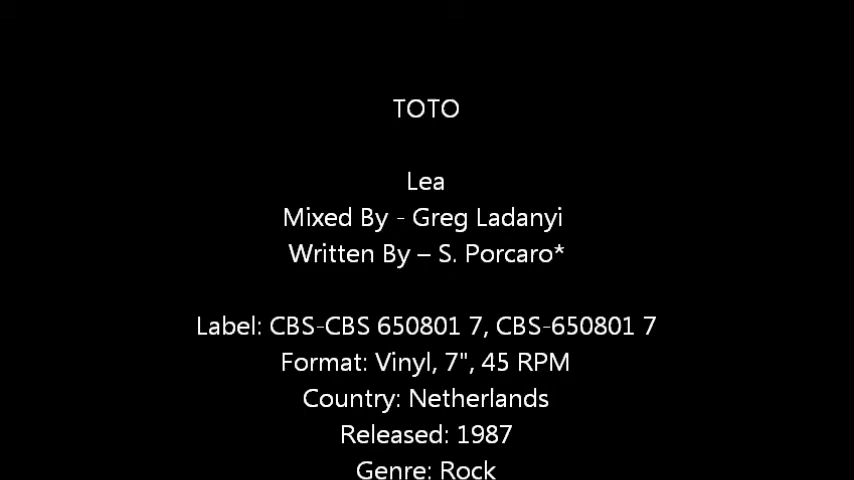 TOTO
Lea
Mixed By - Greg Ladanyi
Written By – S. Porcaro*
Label: CBS-CBS 650801 7, CBS-650801 7
Format: Vinyl, 7", 45 RPM
Country: Netherlands
Released: 1987
Genre: Rock